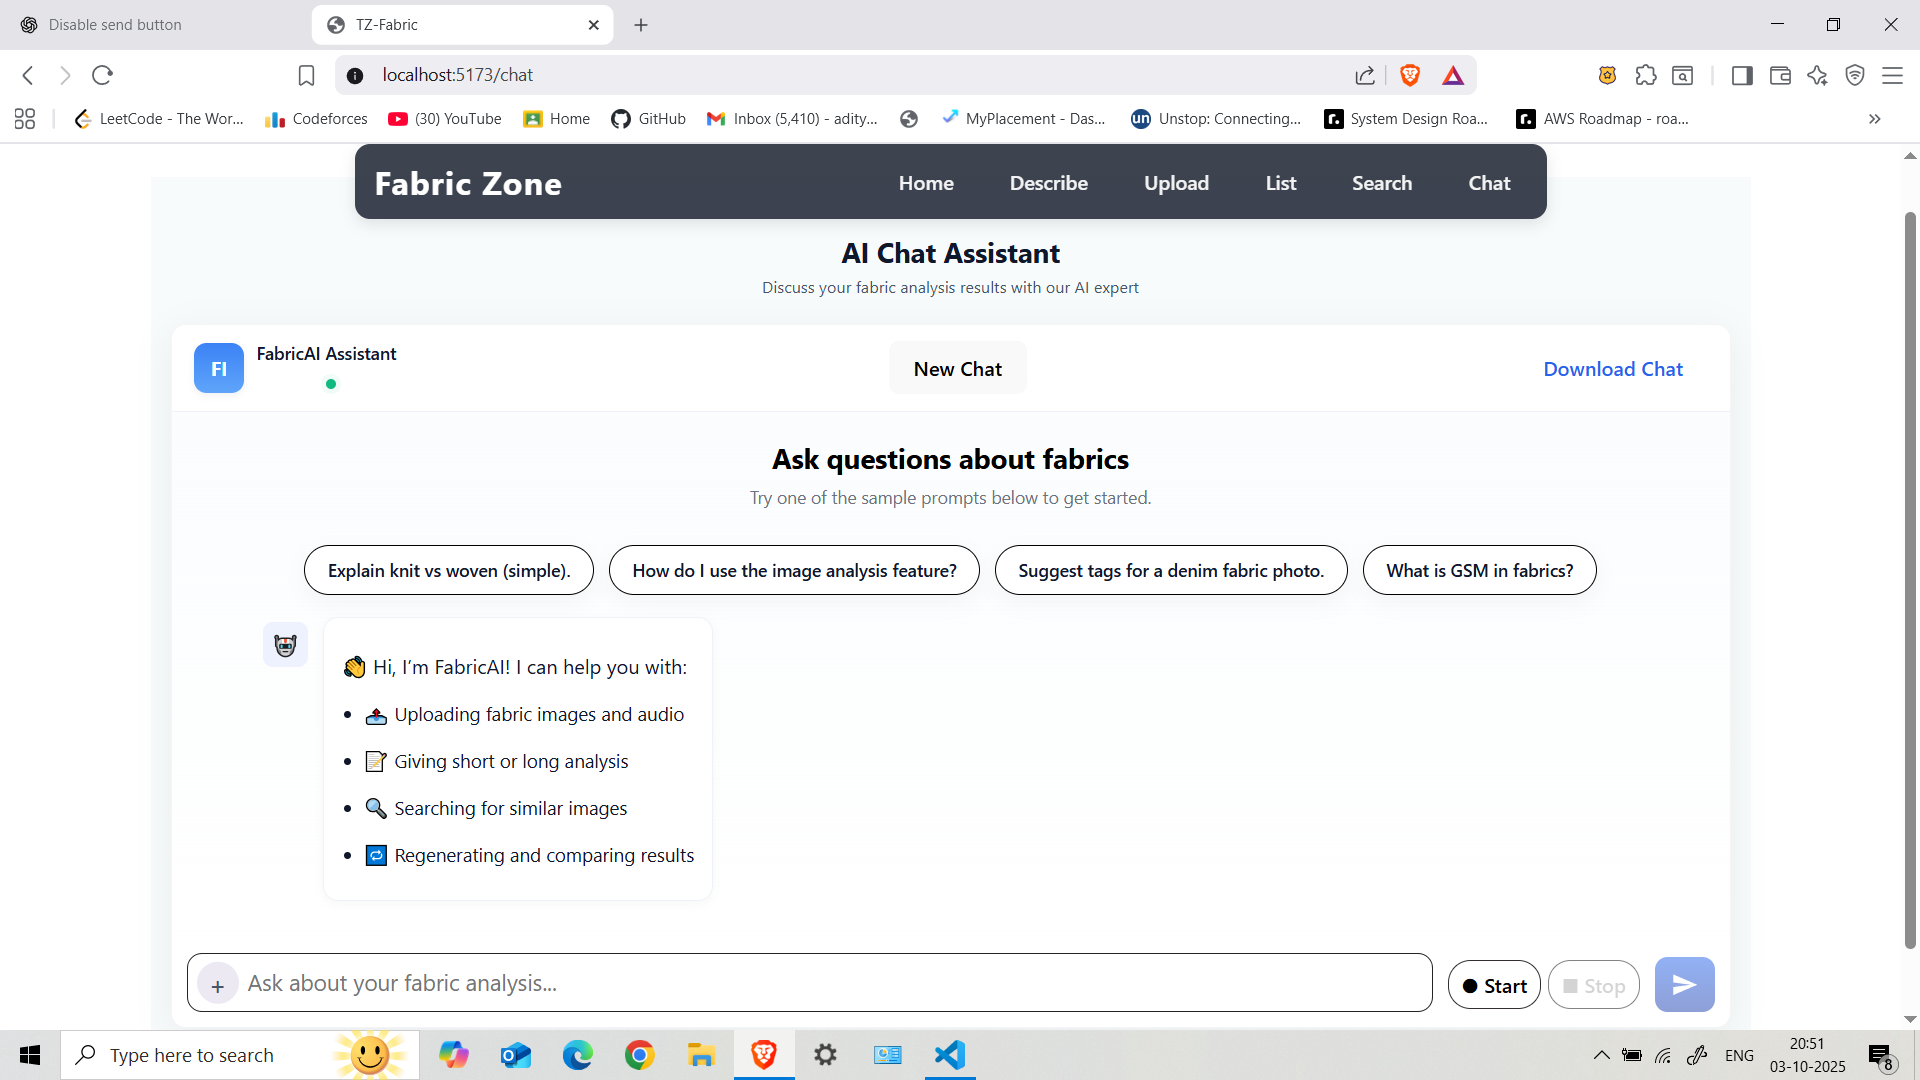 Disable send button
TZ-Fabric
localhost:5173/chat
LeetCode - The Wor...
Codeforces
(30) YouTube
Home
GitHub
Inbox (5,410) - adity...
MyPlacement - Das...
un
Unstop: Connecting...
r.
System Design Roa...
r.
AWS Roadmap - roa...
Fabric Zone
Home
Describe
Upload
List
Search
Chat
AI Chat Assistant
Discuss your fabric analysis results with our AI expert
FI
FabricAI Assistant
New Chat
Download Chat
Ask questions about fabrics
Try one of the sample prompts below to get started.
Explain knit vs woven (simple).
How do I use the image analysis feature?
Suggest tags for a denim fabric photo.
What is GSM in fabrics?
👋 Hi, I’m FabricAI! I can help you with:
• 📤 Uploading fabric images and audio
• 📝 Giving short or long analysis
• 🔍 Searching for similar images
• 🔁 Regenerating and comparing results
+
Ask about your fabric analysis...
● Start
■ Stop
Type here to search
ENG
20:51
03-10-2025
8